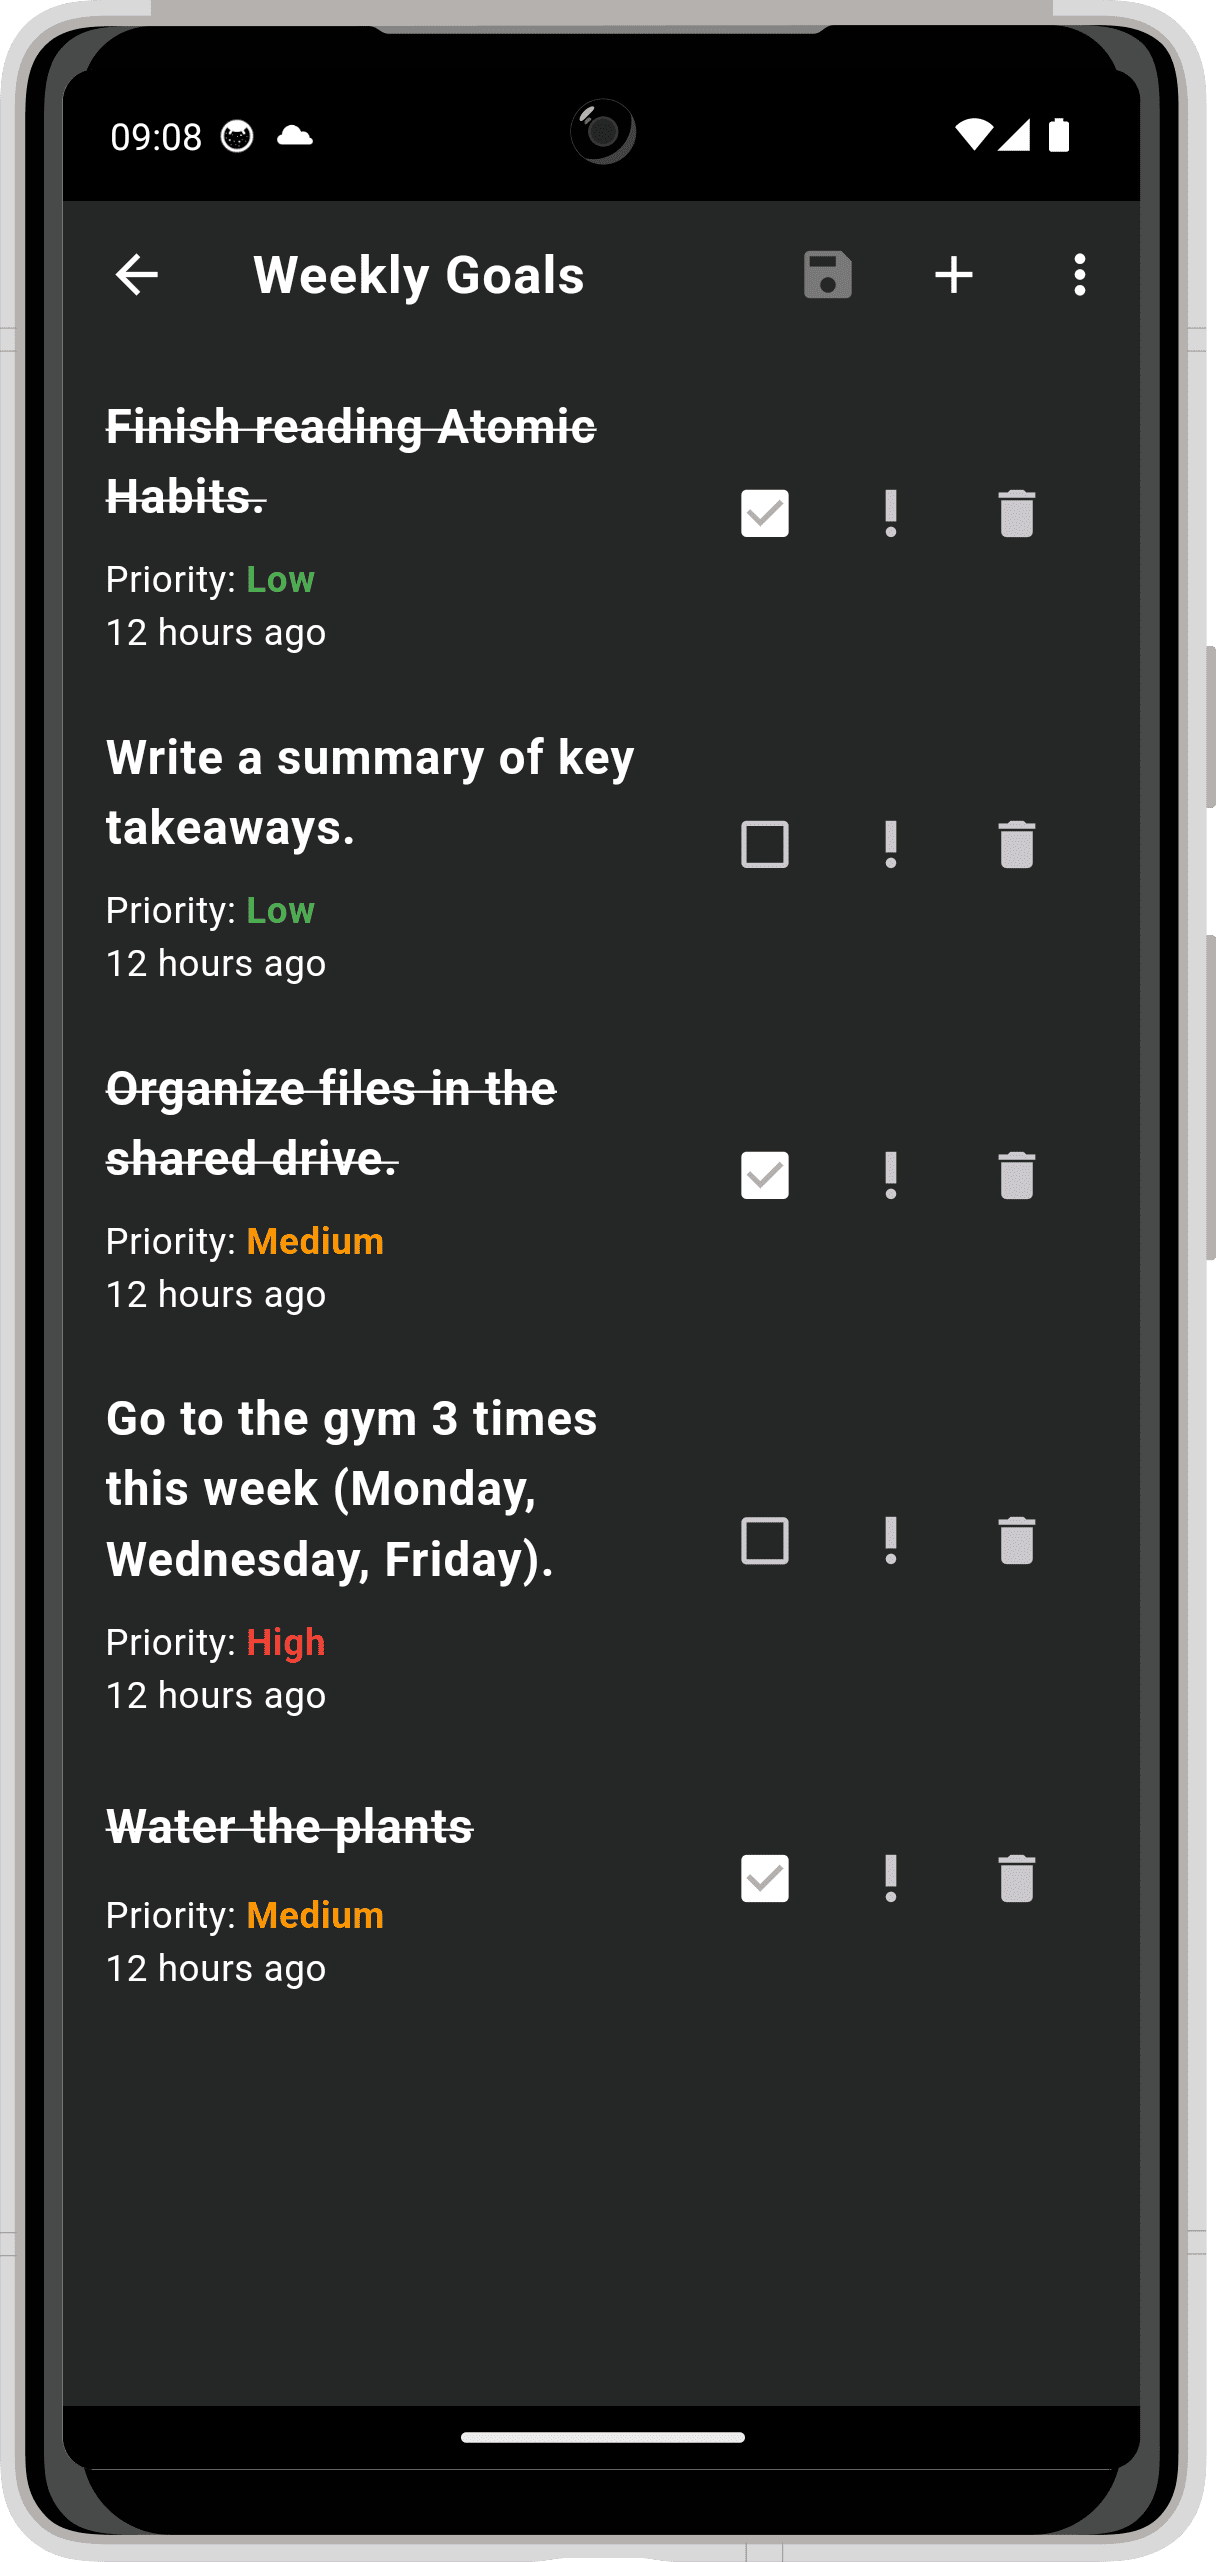 09:08
Weekly Goals
Finish reading Atomic
Habits.
Priority: Low
12 hours ago
Write a summary of key
takeaways.
Priority: Low
12 hours ago
Organize files in the
shared drive.
Priority: Medium
12 hours ago
Go to the gym 3 times
this week (Monday,
Wednesday, Friday).
Priority: High
12 hours ago
Water the plants
Priority: Medium
12 hours ago